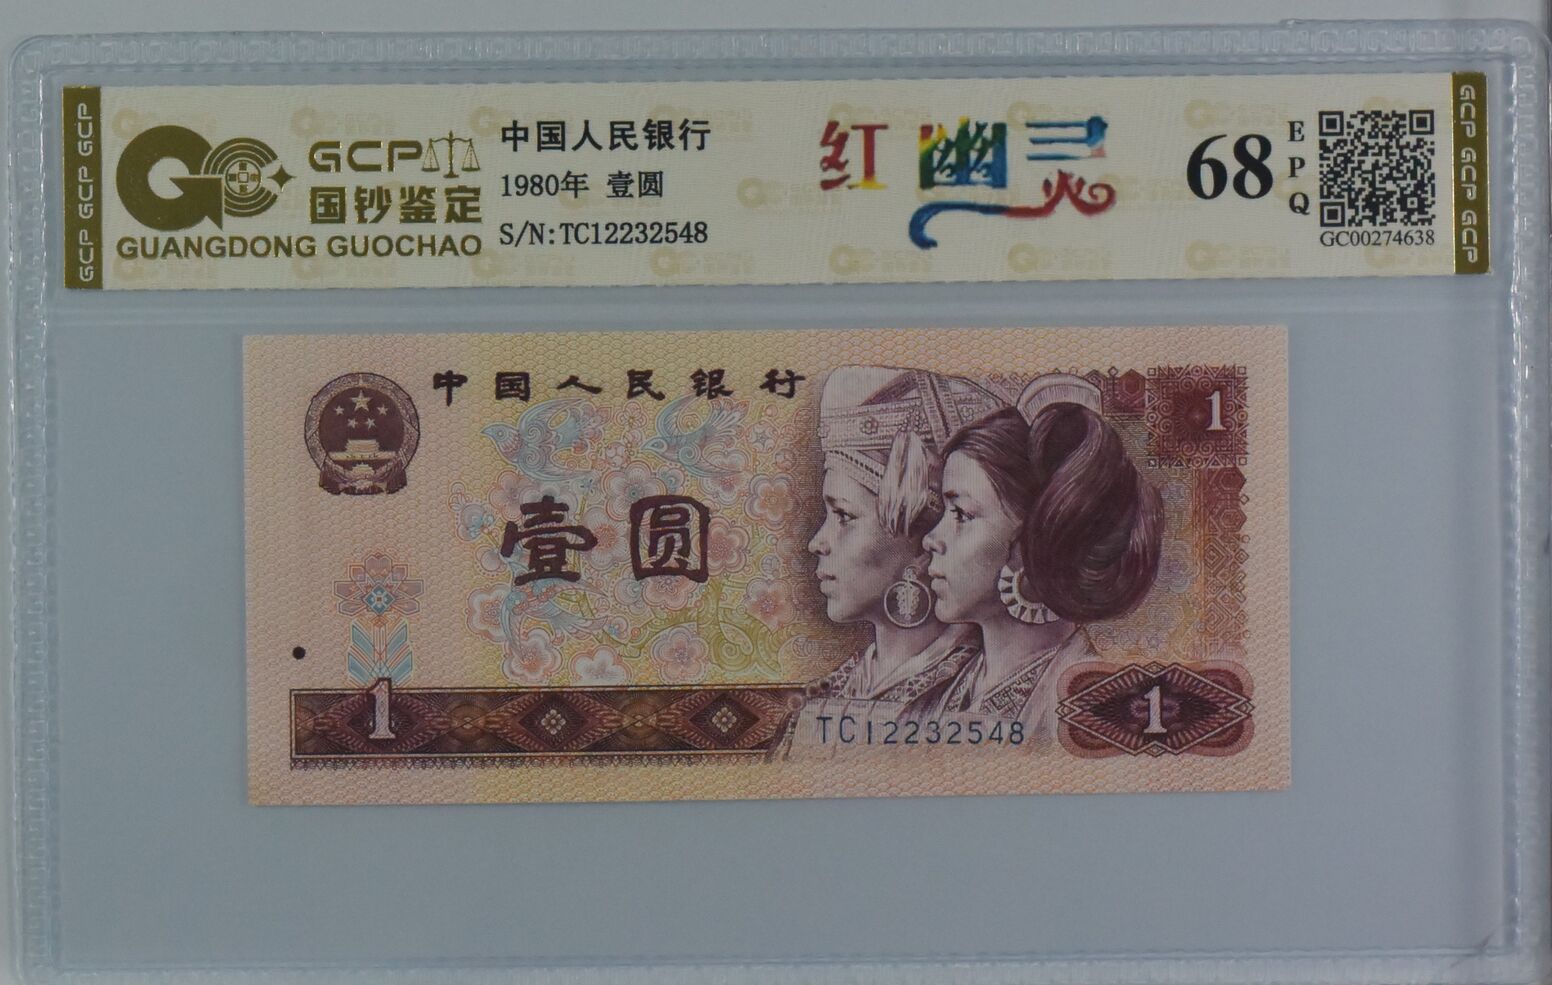 GCP GCP GCP
GCP
国钞鉴定
GUANGDONG GUOCHAO
中国人民银行
1980年 壹圆
S/N:TC12232548
红幽灵
68
EPQ
GC00274638
GCP GCP GCP
中国人民银行
1
壹圆
1
TC12232548
1